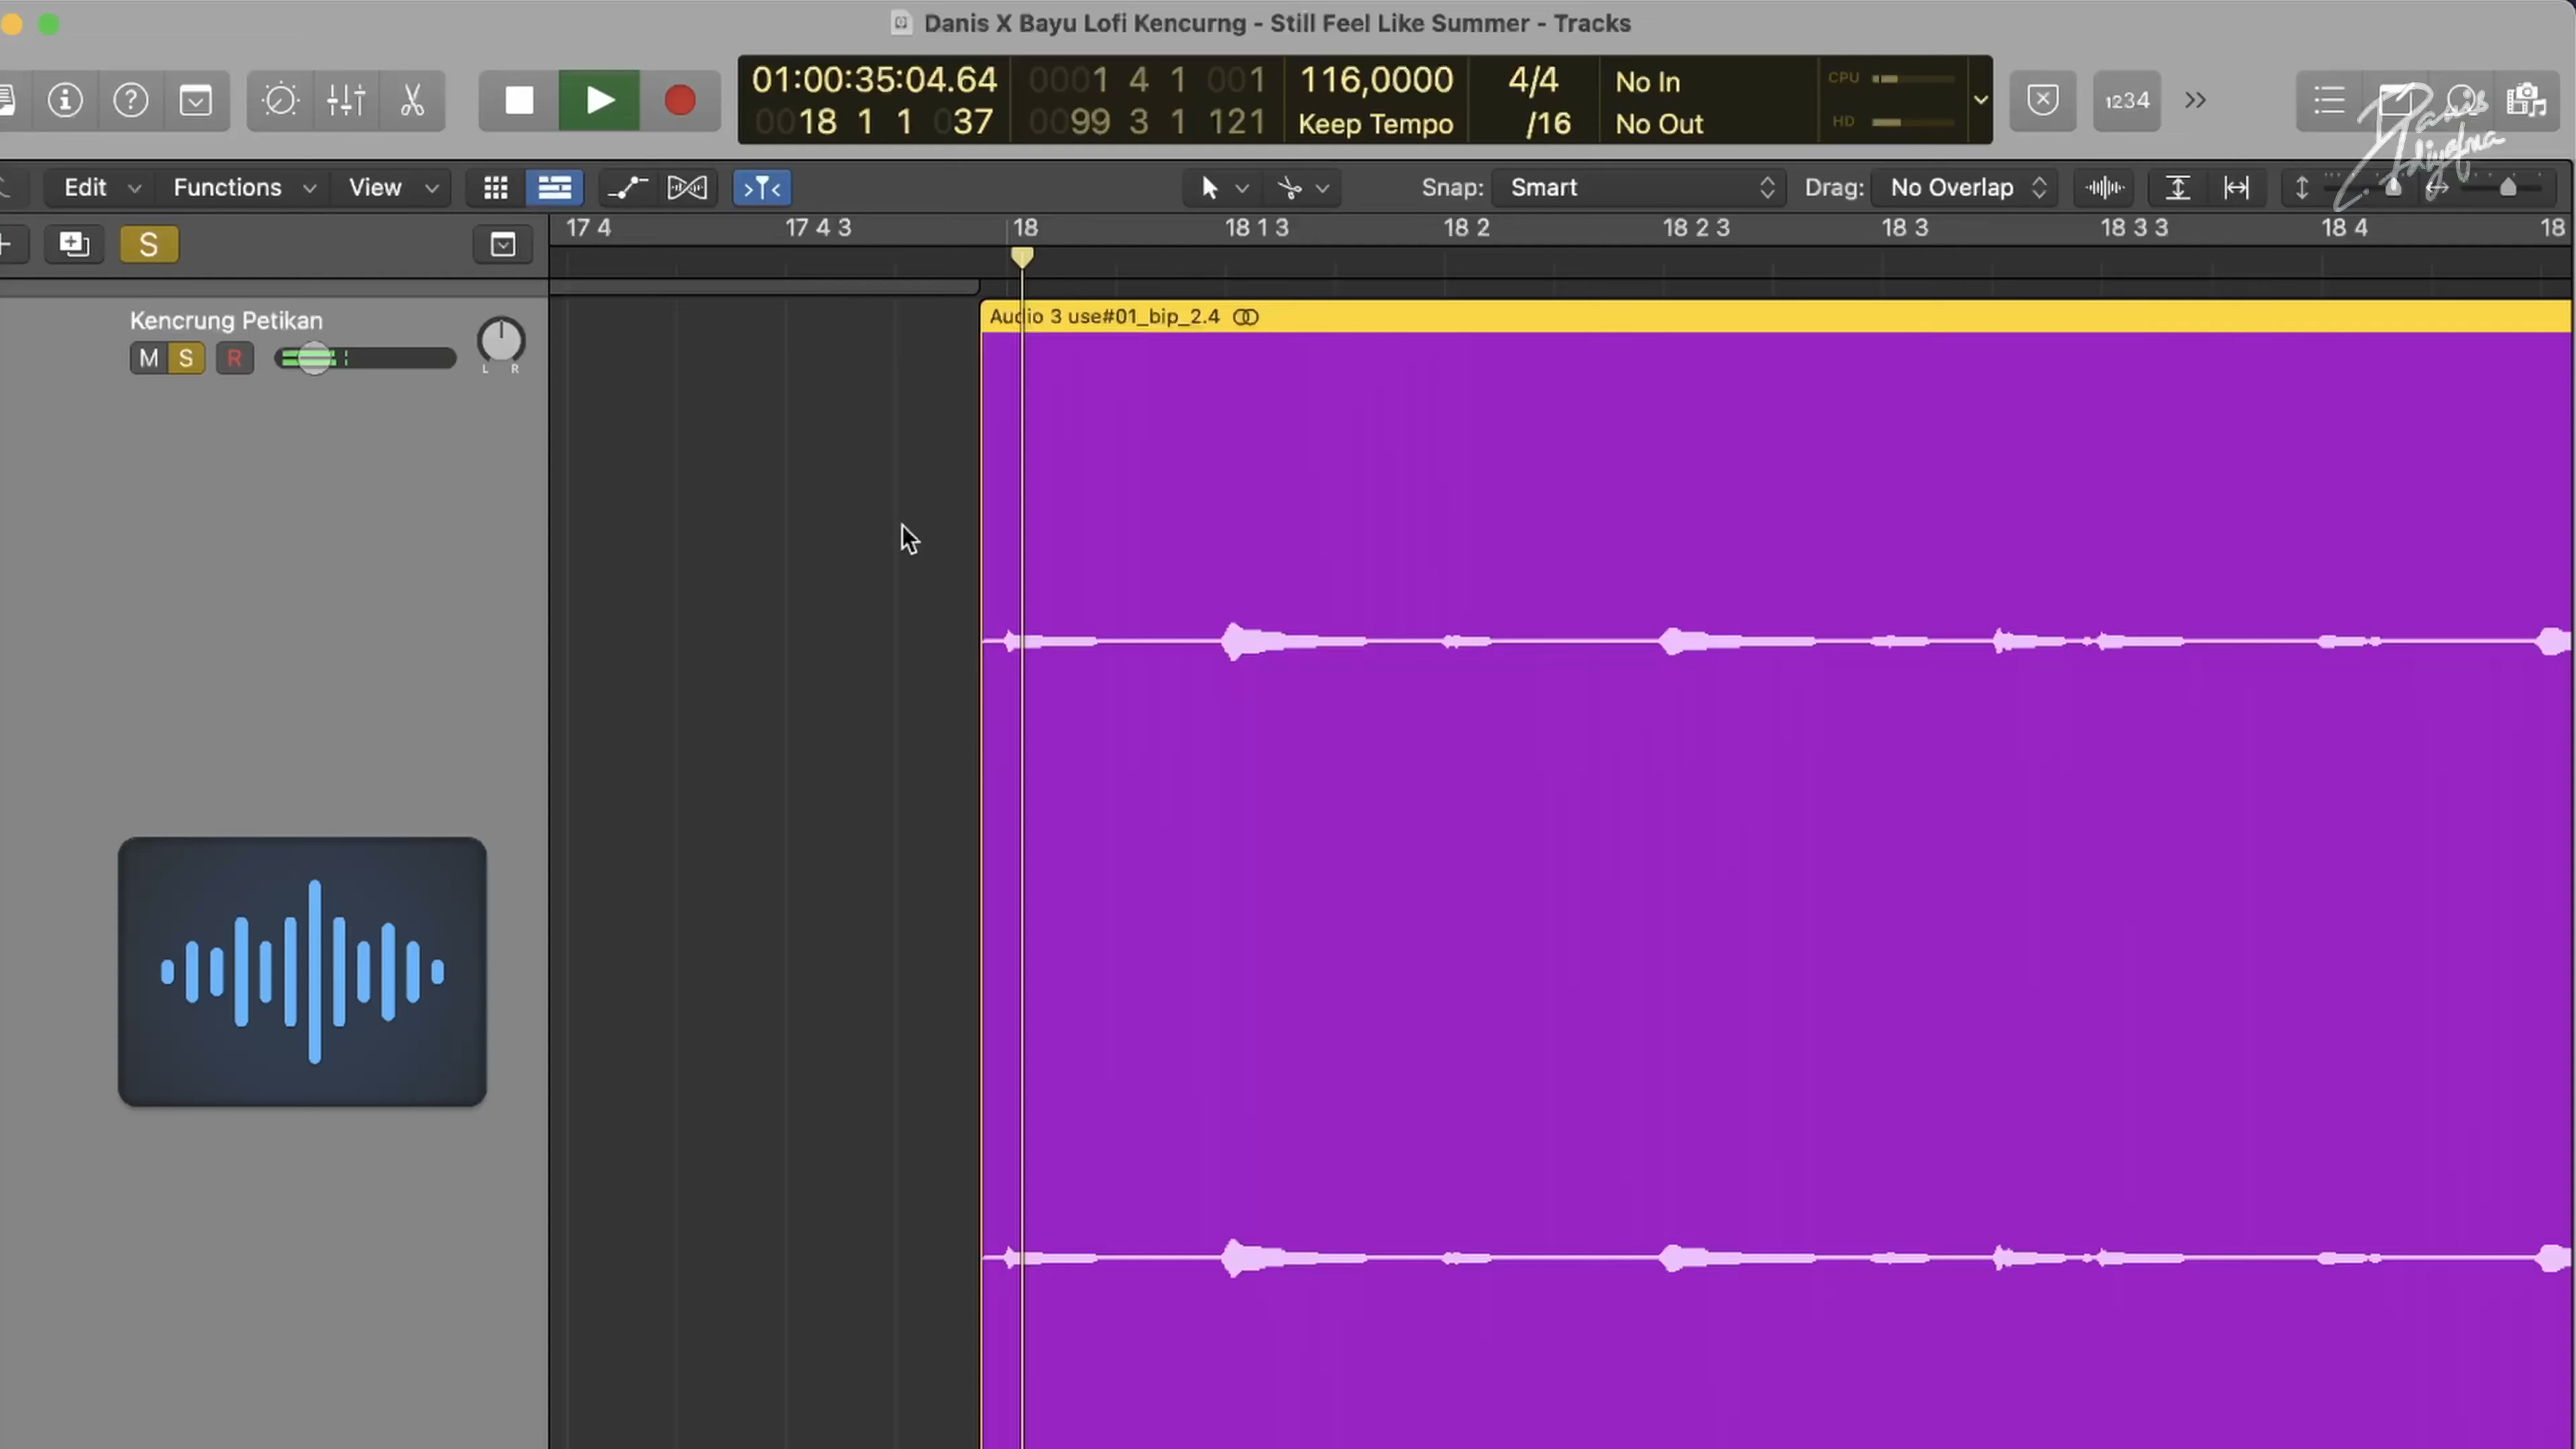 Danis X Bayu Lofi Kencurng - Still Feel Like Summer - Tracks
01:00:35:04.64
0001 4 1 001
116,0000
4/4
No In
CPU
1234
0018 1 1 037
0099 3 1 121
Keep Tempo
/16
No Out
HD
Edit
Functions
View
Snap:
Smart
Drag:
No Overlap
S
17 4
17 4 3
18
18 1 3
18 2
18 2 3
18 3
18 3 3
18 4
18
Kencrung Petikan
M
S
R
L
R
Audio 3 use#01_bip_2.4